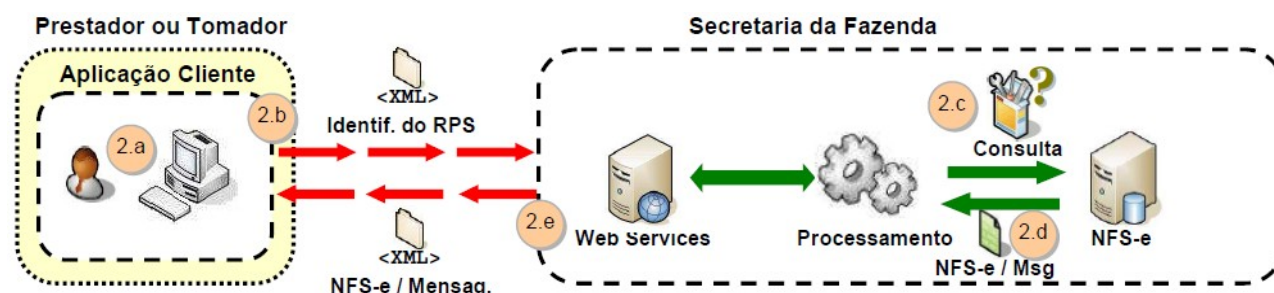 Prestador ou Tomador
Secretaria da Fazenda
Aplicação Cliente
2.a
2.b
<XML>
Identif. do RPS
2.c
Consulta
2.e
Web Services
Processamento
2.d
NFS-e
NFS-e / Msg
<XML>
NFS-e / Mensag.